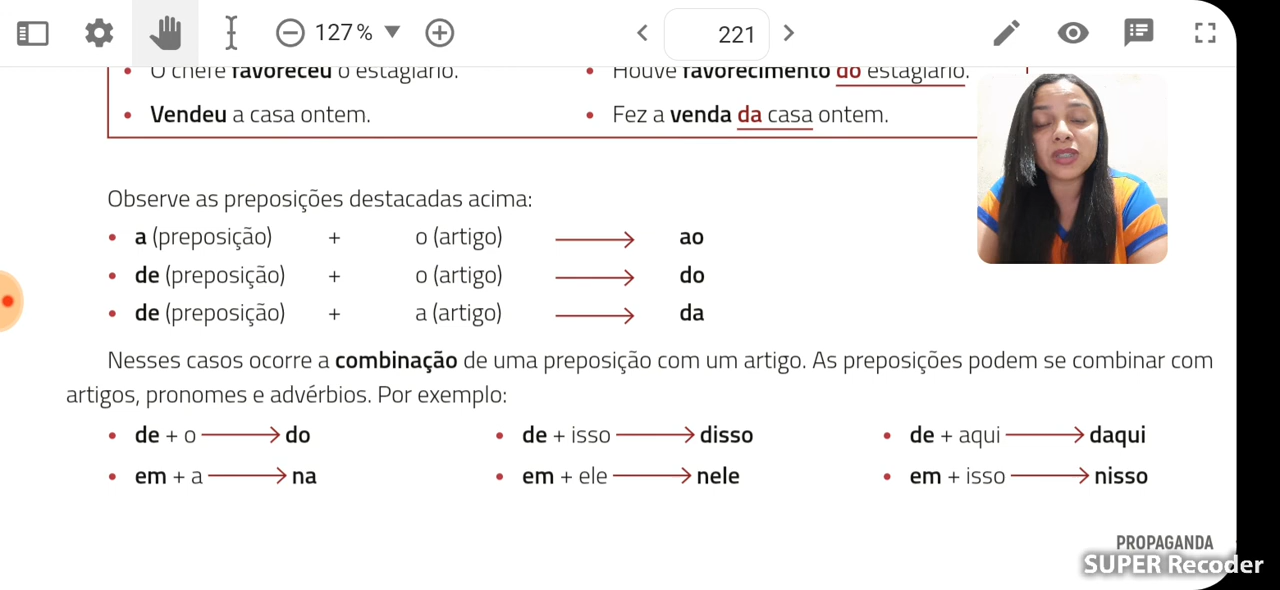 127%
221
O chefe favoreceu o estagiário.
Houve favorecimento do estagiário.
Vendeu a casa ontem.
Fez a venda da casa ontem.
Observe as preposições destacadas acima:
a (preposição) + o (artigo) → ao
de (preposição) + o (artigo) → do
de (preposição) + a (artigo) → da
Nesses casos ocorre a combinação de uma preposição com um artigo. As preposições podem se combinar com
artigos, pronomes e advérbios. Por exemplo:
de + o → do
de + isso → disso
de + aqui → daqui
em + a → na
em + ele → nele
em + isso → nisso
PROPAGANDA
SUPER Recoder